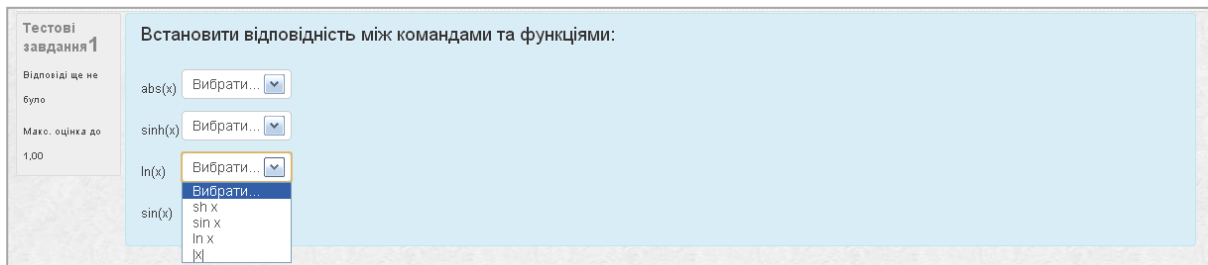 Тестові
завдання 1
Відповіді ще не
було
Макс. оцінка до
1,00
Встановити відповідність між командами та функціями:
abs(x) Вибрати...
sinh(x) Вибрати...
ln(x) Вибрати...
Вибрати...
sh x
sin(x)
sin x
ln x
|x|